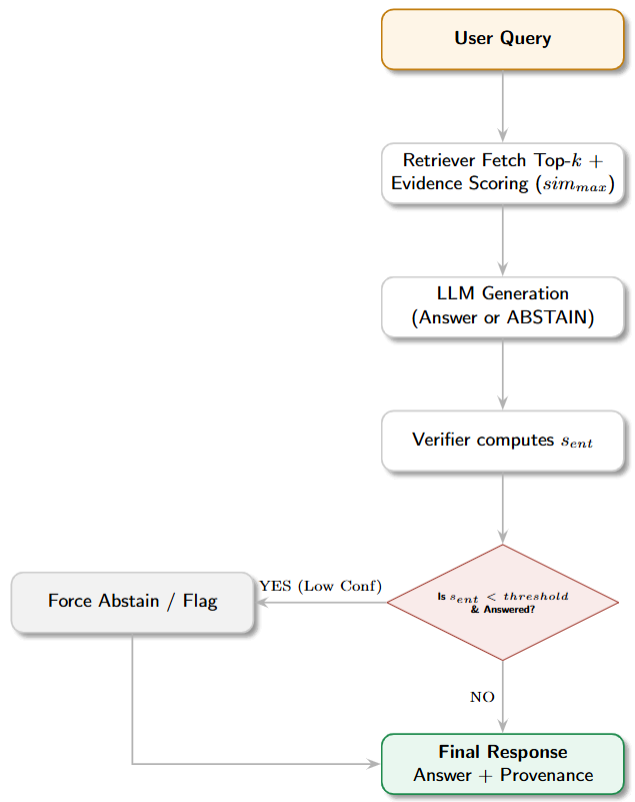 User Query
Retriever Fetch Top-k +
Evidence Scoring (sim_max)
LLM Generation
(Answer or ABSTAIN)
Verifier computes s_ent
Is s_ent < threshold
& Answered?
YES (Low Conf)
Force Abstain / Flag
NO
Final Response
Answer + Provenance